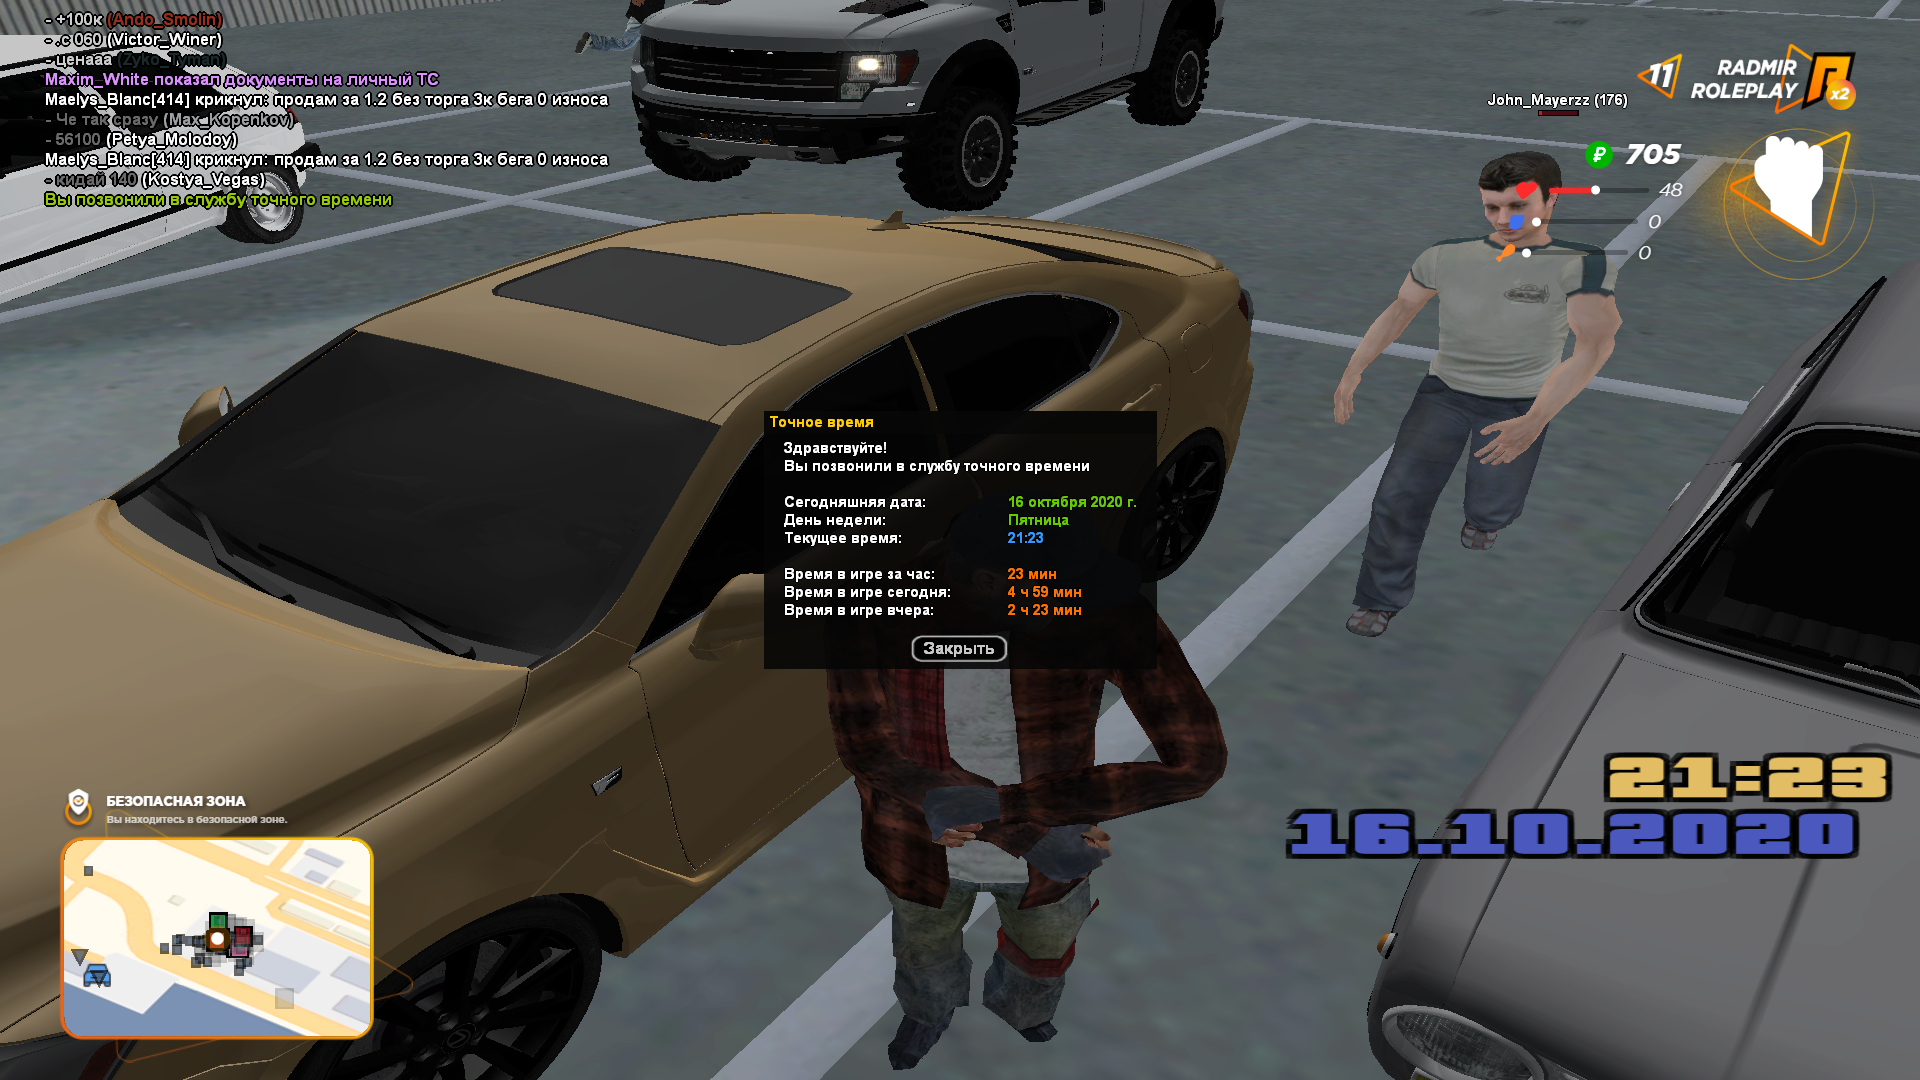 - +100к (Ando_Smolin)
- .с 060 (Victor_Winer)
- ценааа (Zyko_Tyman)
Maxim_White показал документы на личный ТС
Maelys_Blanc[414] крикнул: продам за 1.2 без торга 3к бега 0 износа
- Че так сразу (Max_Kopenkov)
- 56100 (Petya_Molodoy)
Maelys_Blanc[414] крикнул: продам за 1.2 без торга 3к бега 0 износа
- кидай 140 (Kostya_Vegas)
Вы позвонили в службу точного времени
11
RADMIR
ROLEPLAY
x2
John_Mayerzz (176)
₽ 705
48
0
0
Точное время
Здравствуйте!
Вы позвонили в службу точного времени
Сегодняшняя дата: 16 октября 2020 г.
День недели: Пятница
Текущее время: 21:23
Время в игре за час: 23 мин
Время в игре сегодня: 4 ч 59 мин
Время в игре вчера: 2 ч 23 мин
Закрыть
21:23
16.10.2020
БЕЗОПАСНАЯ ЗОНА
Вы находитесь в безопасной зоне.